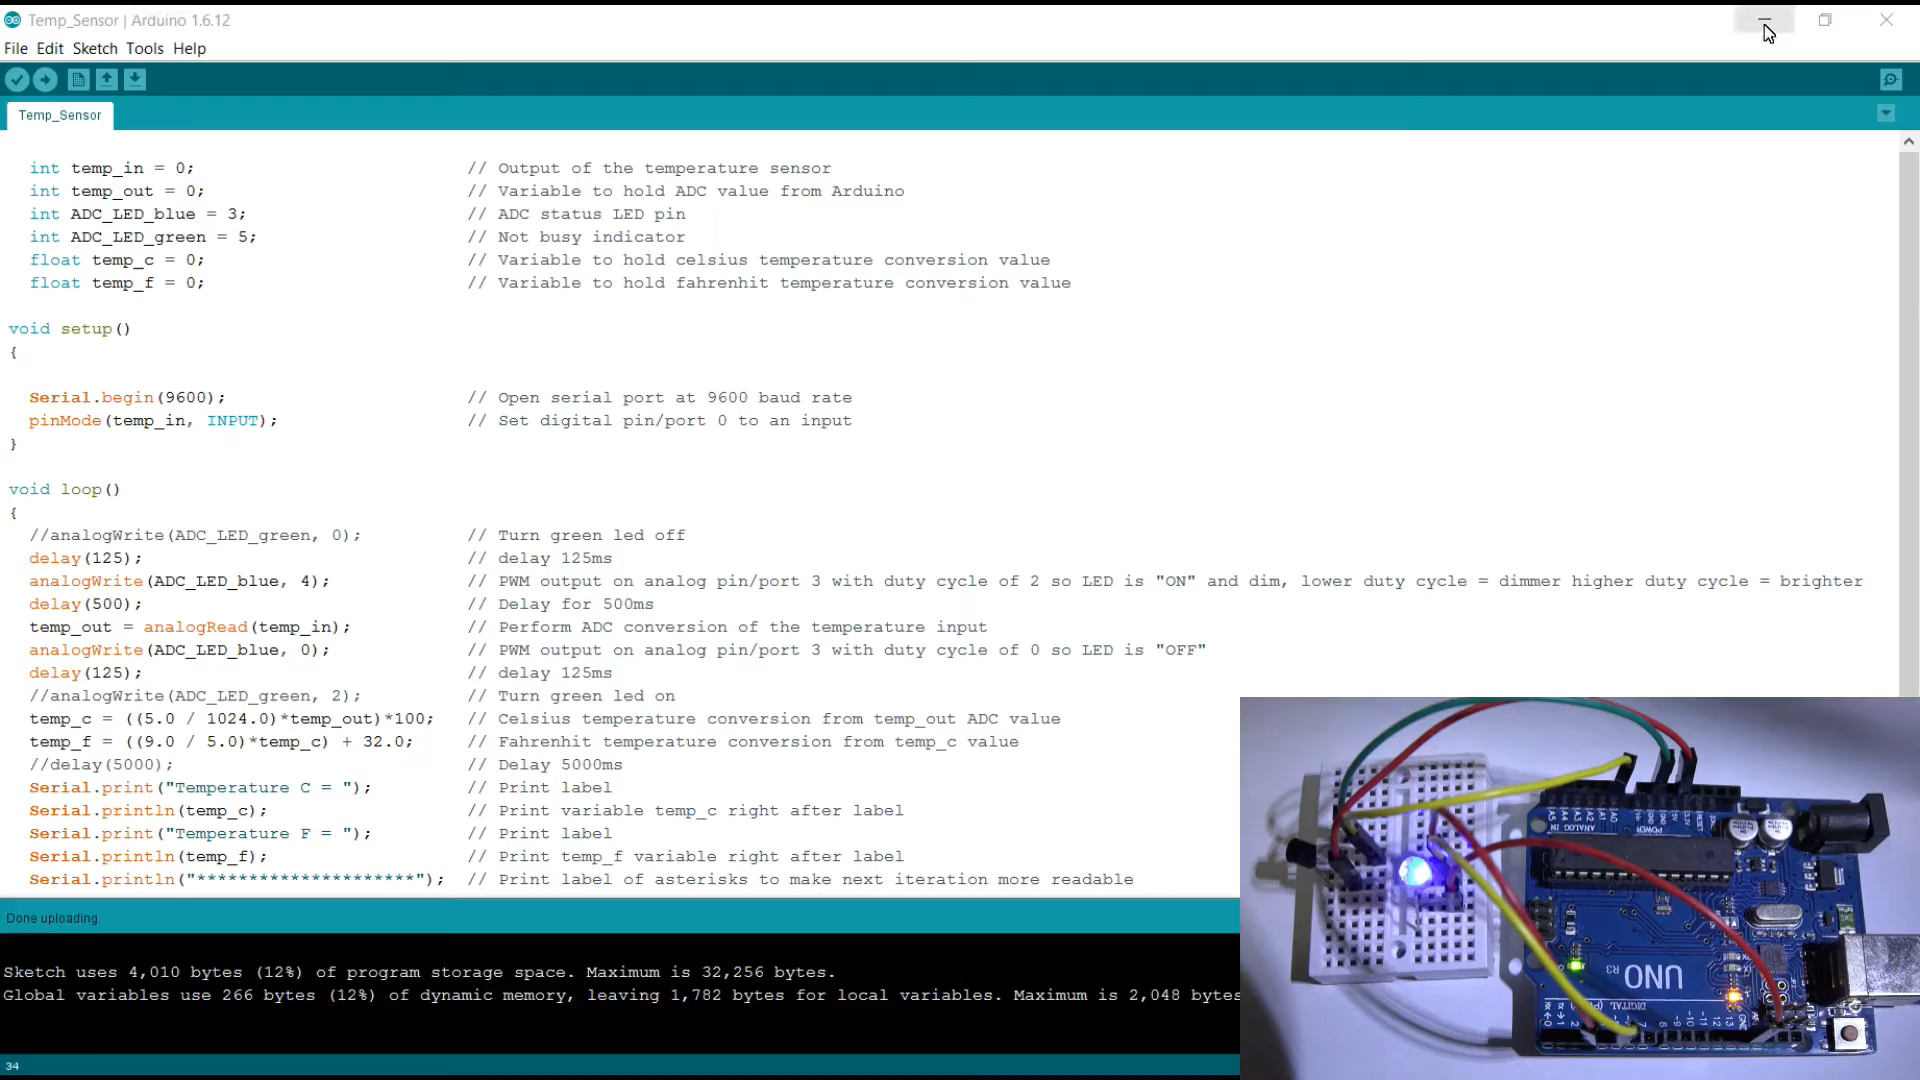 Temp_Sensor | Arduino 1.6.12
File Edit Sketch Tools Help
Temp_Sensor
int temp_in = 0; // Output of the temperature sensor
int temp_out = 0; // Variable to hold ADC value from Arduino
int ADC_LED_blue = 3; // ADC status LED pin
int ADC_LED_green = 5; // Not busy indicator
float temp_c = 0; // Variable to hold celsius temperature conversion value
float temp_f = 0; // Variable to hold fahrenhit temperature conversion value
void setup()
{
Serial.begin(9600); // Open serial port at 9600 baud rate
pinMode(temp_in, INPUT); // Set digital pin/port 0 to an input
}
void loop()
{
//analogWrite(ADC_LED_green, 0); // Turn green led off
delay(125); // delay 125ms
analogWrite(ADC_LED_blue, 4); // PWM output on analog pin/port 3 with duty cycle of 2 so LED is "ON" and dim, lower duty cycle = dimmer higher duty cycle = brighter
delay(500); // Delay for 500ms
temp_out = analogRead(temp_in); // Perform ADC conversion of the temperature input
analogWrite(ADC_LED_blue, 0); // PWM output on analog pin/port 3 with duty cycle of 0 so LED is "OFF"
delay(125); // delay 125ms
//analogWrite(ADC_LED_green, 2); // Turn green led on
temp_c = ((5.0 / 1024.0)*temp_out)*100; // Celsius temperature conversion from temp_out ADC value
temp_f = ((9.0 / 5.0)*temp_c) + 32.0; // Fahrenhit temperature conversion from temp_c value
//delay(5000); // Delay 5000ms
Serial.print("Temperature C = "); // Print label
Serial.println(temp_c); // Print variable temp_c right after label
Serial.print("Temperature F = "); // Print label
Serial.println(temp_f); // Print temp_f variable right after label
Serial.println("*********************"); // Print label of asterisks to make next iteration more readable
Done uploading.
Sketch uses 4,010 bytes (12%) of program storage space. Maximum is 32,256 bytes.
Global variables use 266 bytes (12%) of dynamic memory, leaving 1,782 bytes for local variables. Maximum is 2,048 bytes
34
A5 A4 A3 A2 A1 A0
ANALOG IN
POWER
UNO R3
DIGITAL